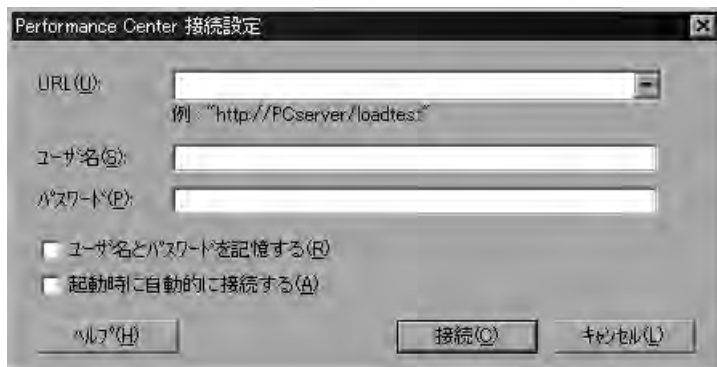 Performance Center 接続設定
URL(U):
例 : "http://PCserver/loadtest"
ユーザ名(S):
パスワード(P):
ユーザ名とパスワードを記憶する(R)
起動時に自動的に接続する(A)
ヘルプ(H) 接続(C) キャンセル(L)